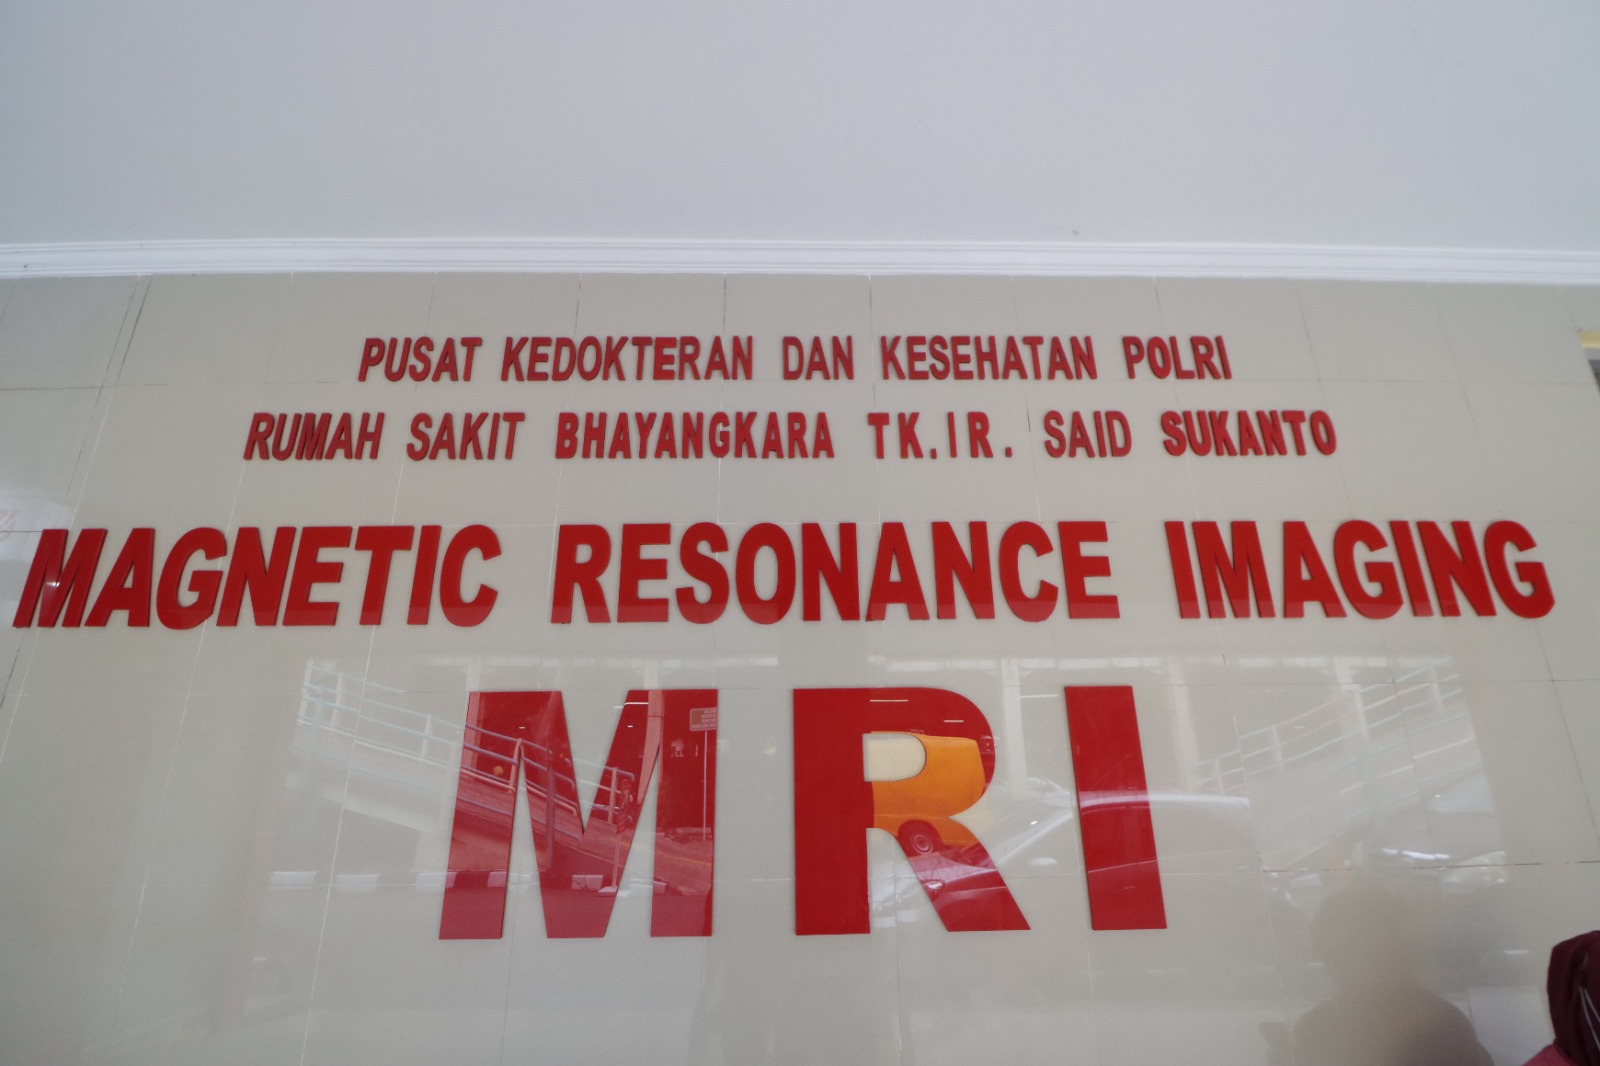 PUSAT KEDOKTERAN DAN KESEHATAN POLRI
RUMAH SAKIT BHAYANGKARA TK.IR. SAID SUKANTO
MAGNETIC RESONANCE IMAGING
MRI